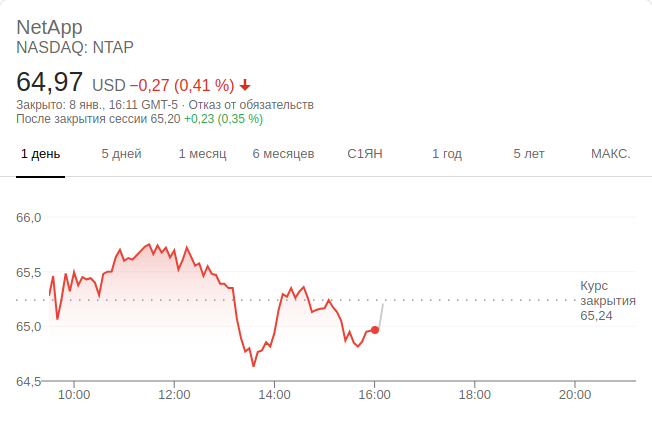 NetApp
NASDAQ: NTAP
64,97 USD −0,27 (0,41 %)
Закрыто: 8 янв., 16:11 GMT-5 · Отказ от обязательств
После закрытия сессии 65,20 +0,23 (0,35 %)
1 день 5 дней 1 месяц 6 месяцев С1ЯН 1 год 5 лет МАКС.
66,0
65,5
Курс
закрытия
65,24
65,0
64,5
10:00 12:00 14:00 16:00 18:00 20:00